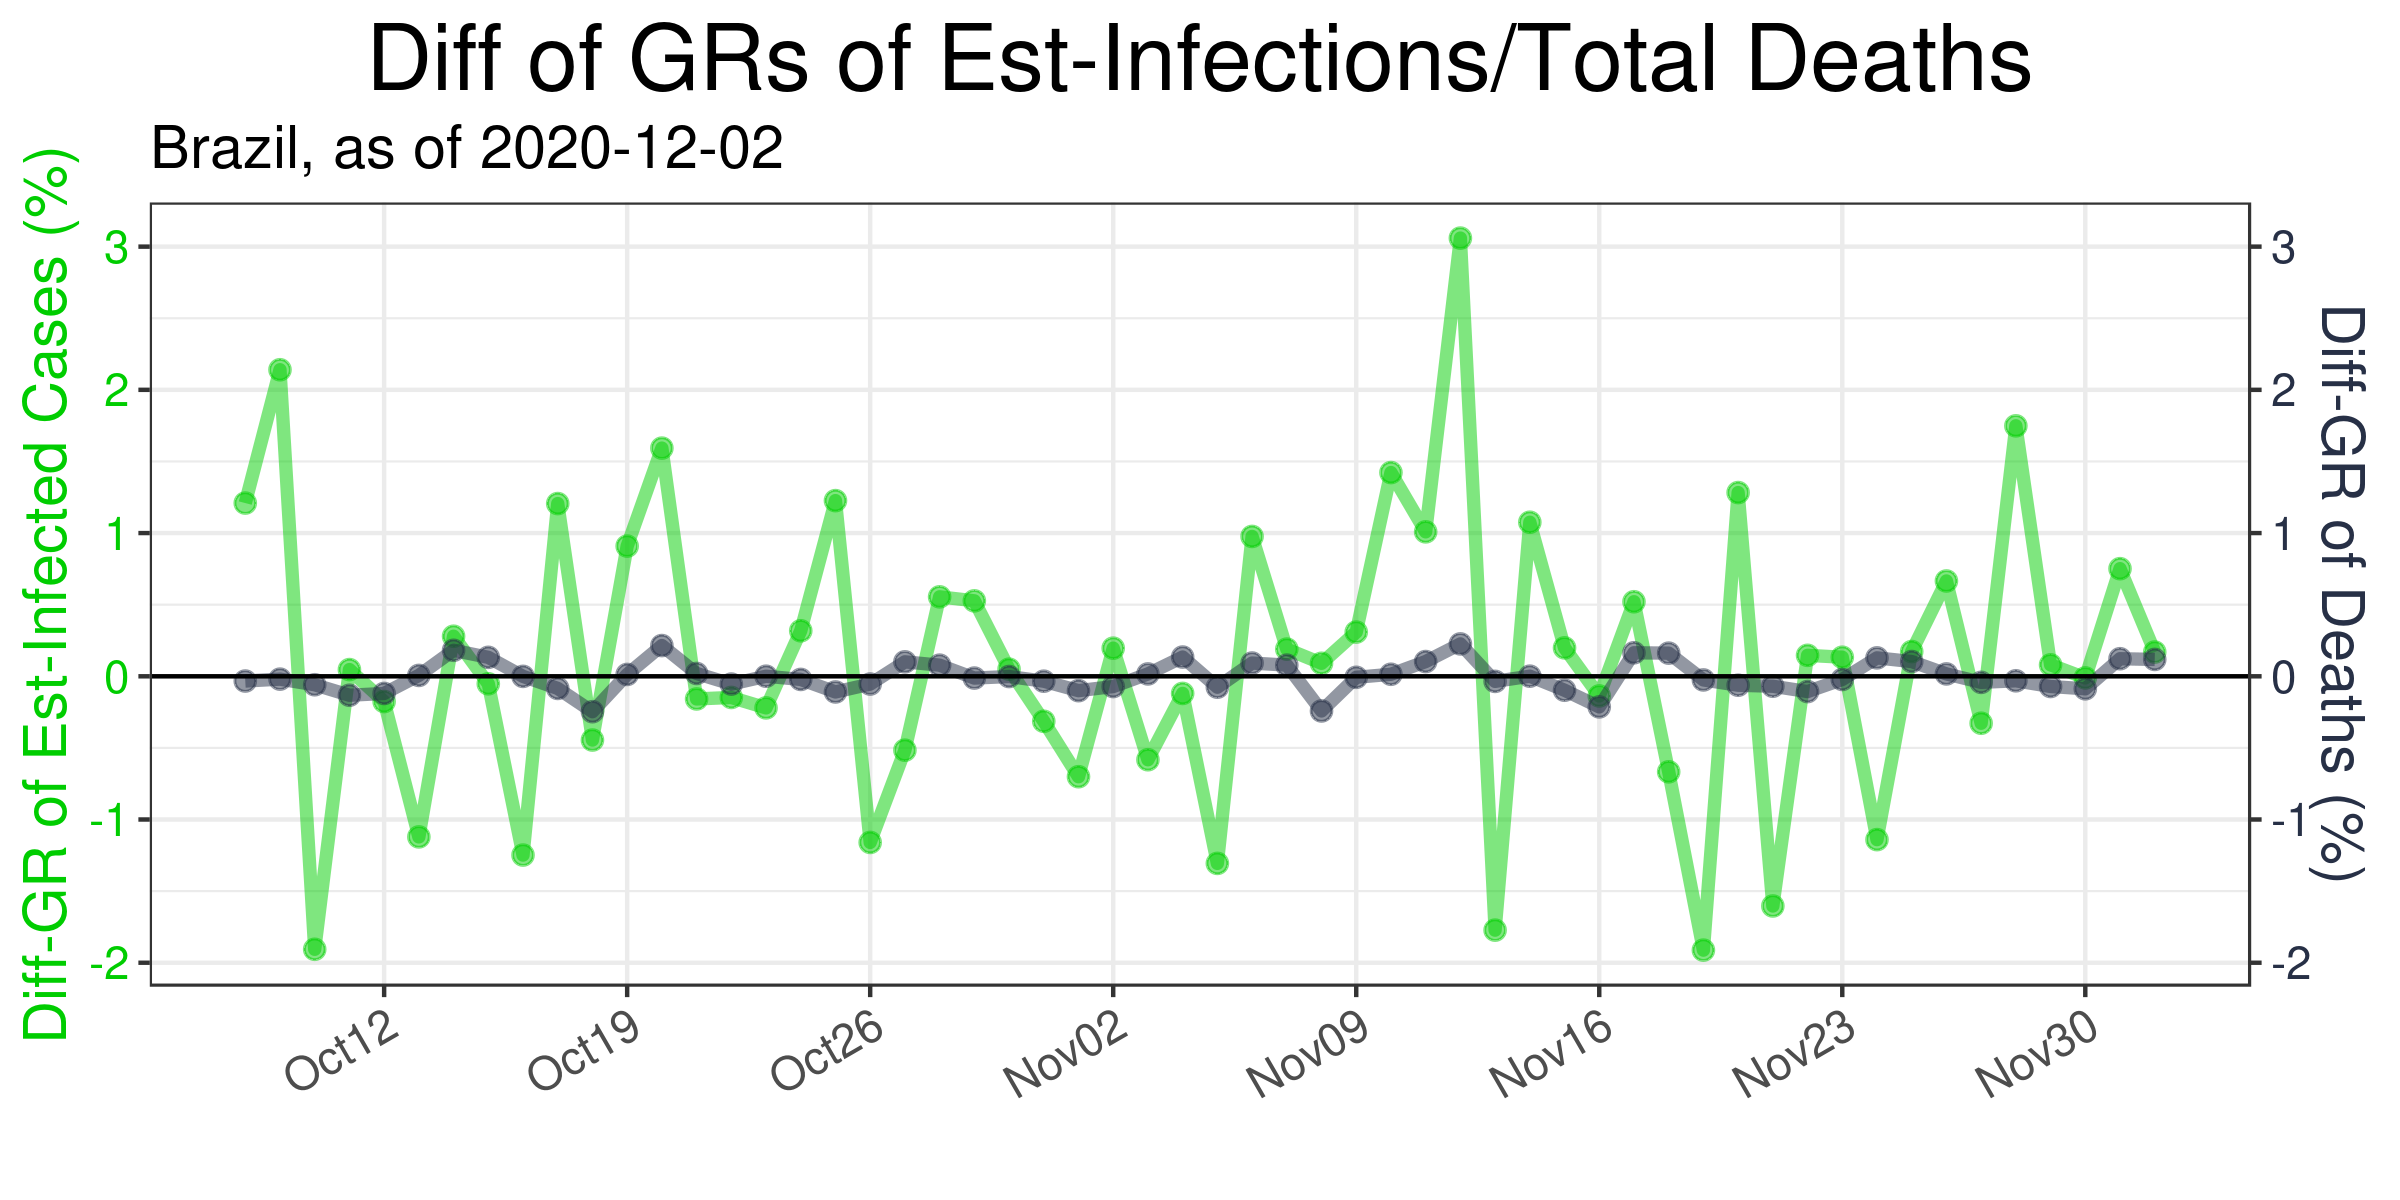 Diff of GRs of Est-Infections/Total Deaths
Brazil, as of 2020-12-02
Diff-GR of Est-Infected Cases (%)
3
2
1
0
-1
-2
3
2
1
0
-1
-2
Diff-GR of Deaths (%)
Oct12
Oct19
Oct26
Nov02
Nov09
Nov16
Nov23
Nov30